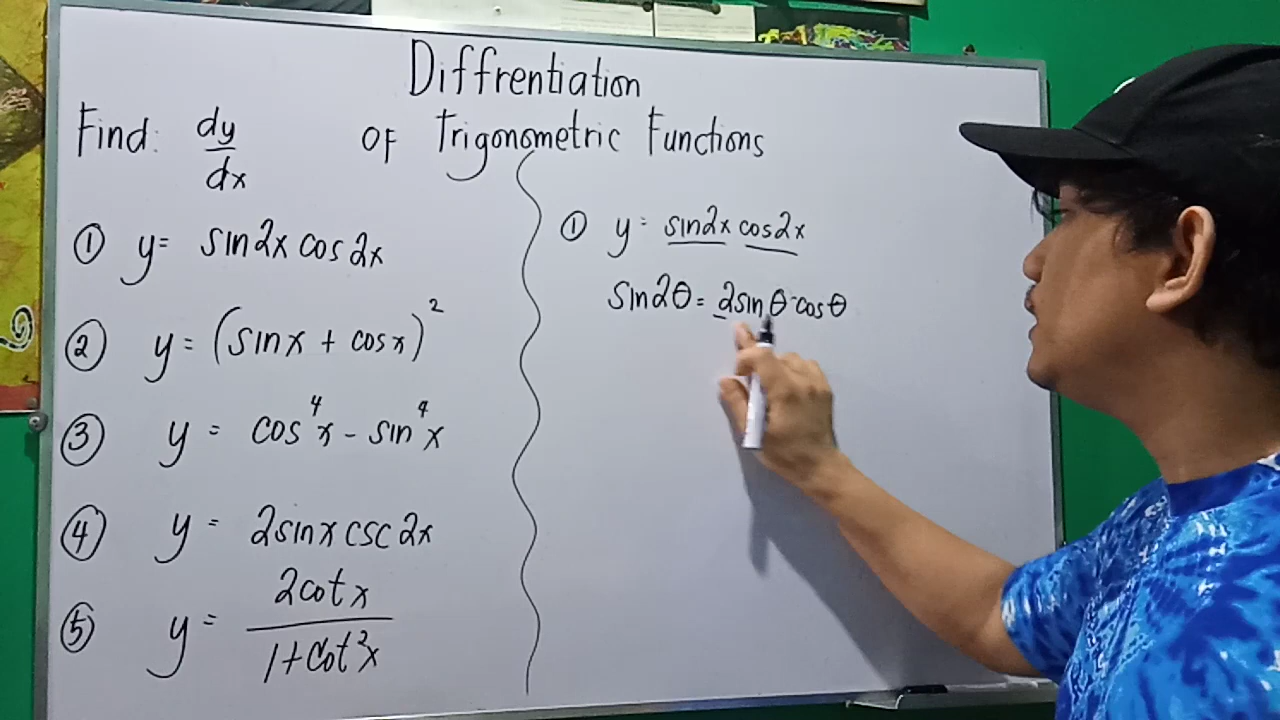 Diffrentiation
Of Trigonometric Functions
Find: dy/dx
① y = sin2x cos2x
② y = (sinx + cosx)²
③ y = cos⁴x - sin⁴x
④ y = 2sinx csc2x
⑤ y = 2cotx / 1+cot²x
① y = sin2x cos2x
sin2θ = 2sinθ·cosθ